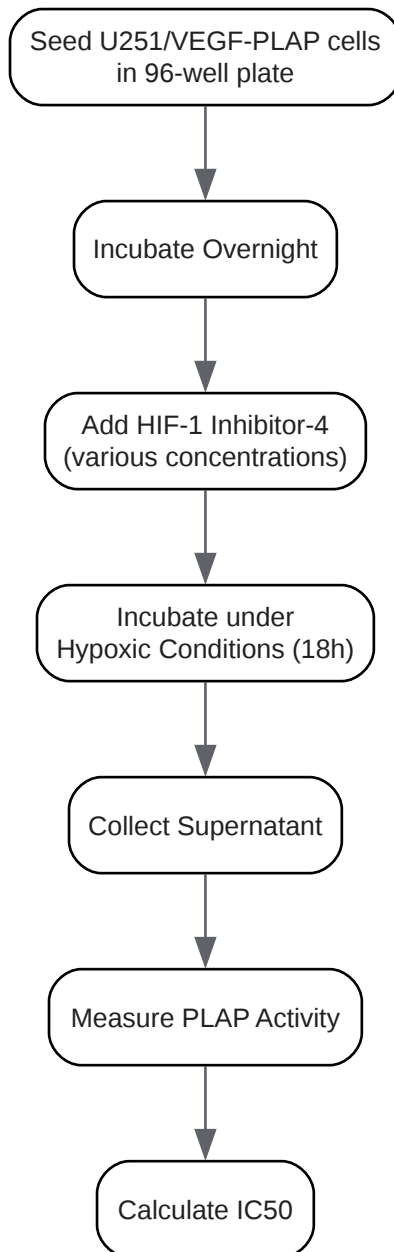 Seed U251/VEGF-PLAP cells
in 96-well plate
Incubate Overnight
Add HIF-1 Inhibitor-4
(various concentrations)
Incubate under
Hypoxic Conditions (18h)
Collect Supernatant
Measure PLAP Activity
Calculate IC50